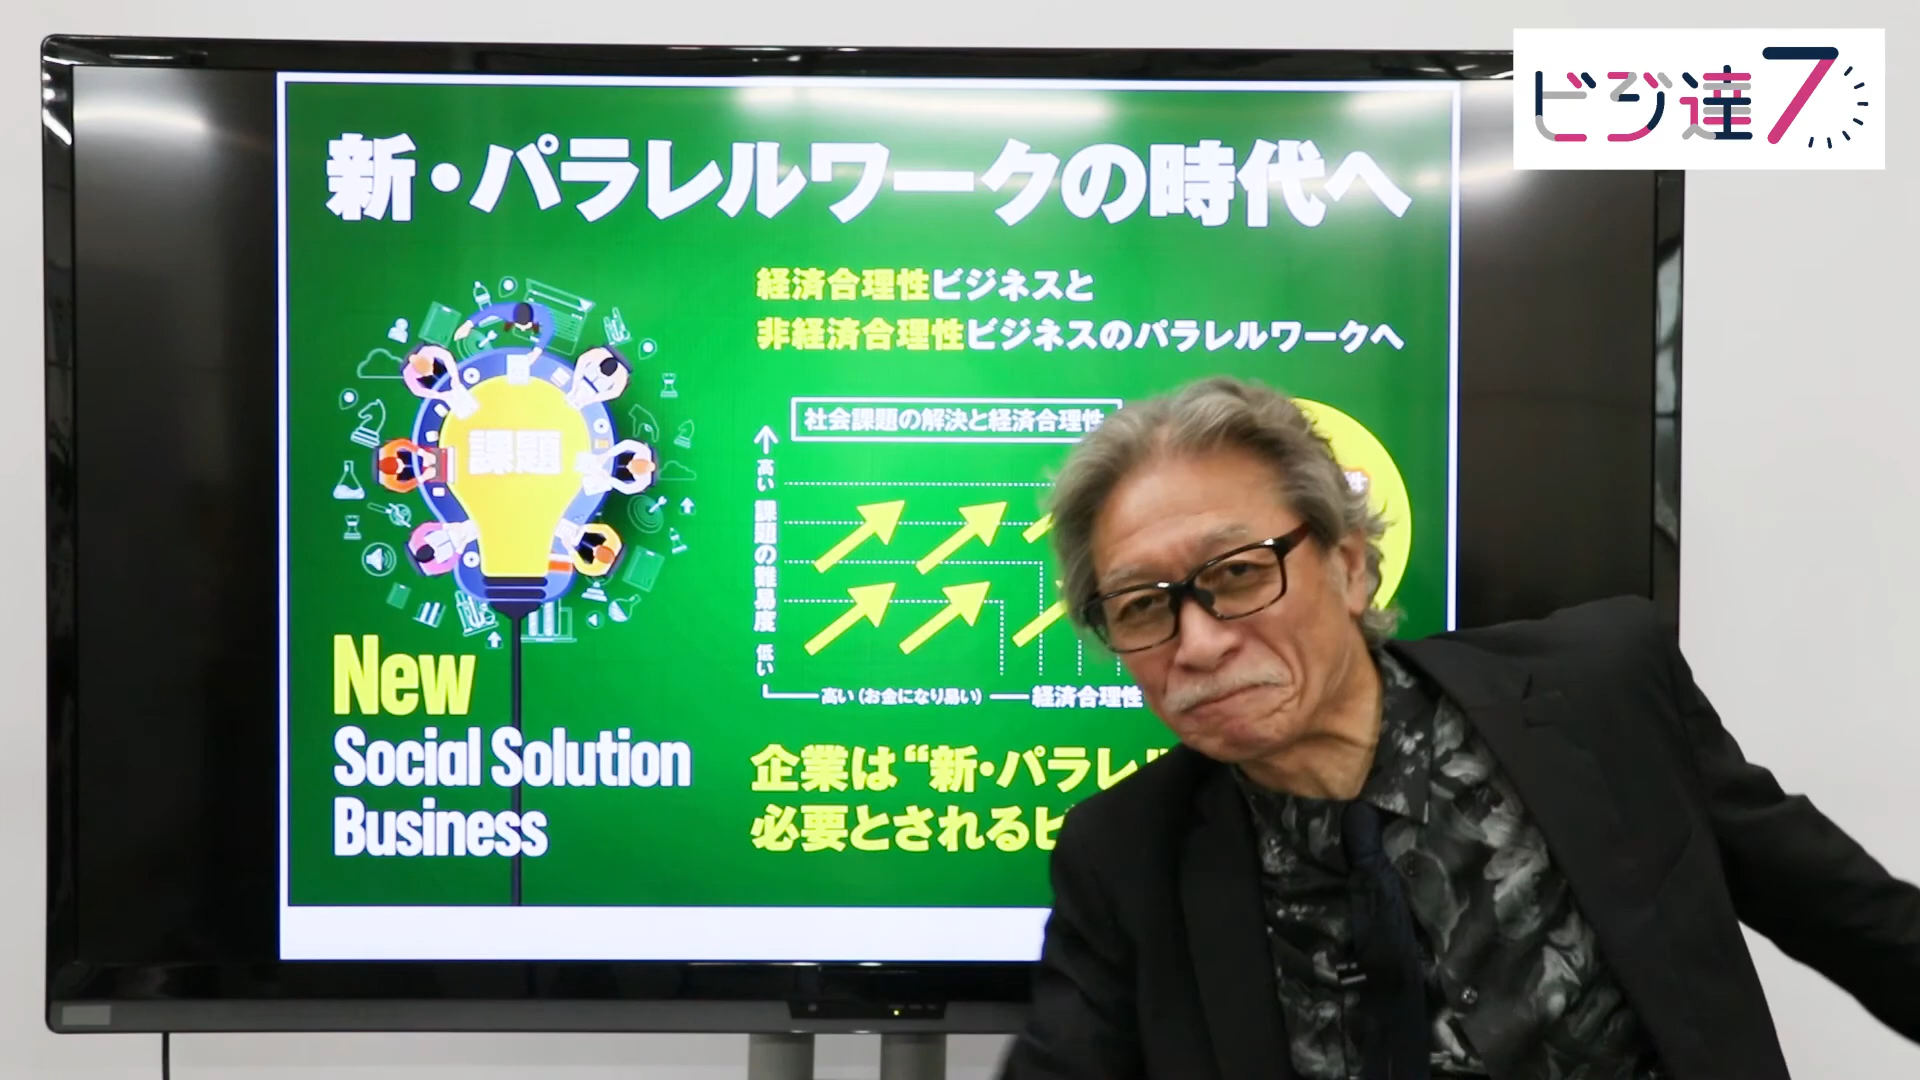 ビジ達7
新・パラレルワークの時代へ
経済合理性ビジネスと
非経済合理性ビジネスのパラレルワークへ
社会課題の解決と経済合理性
高い
課題の難易度
低い
高い（お金になり易い）
経済合理性
課題
New
Social Solution
Business
企業は“新・パラレル
必要とされるビ